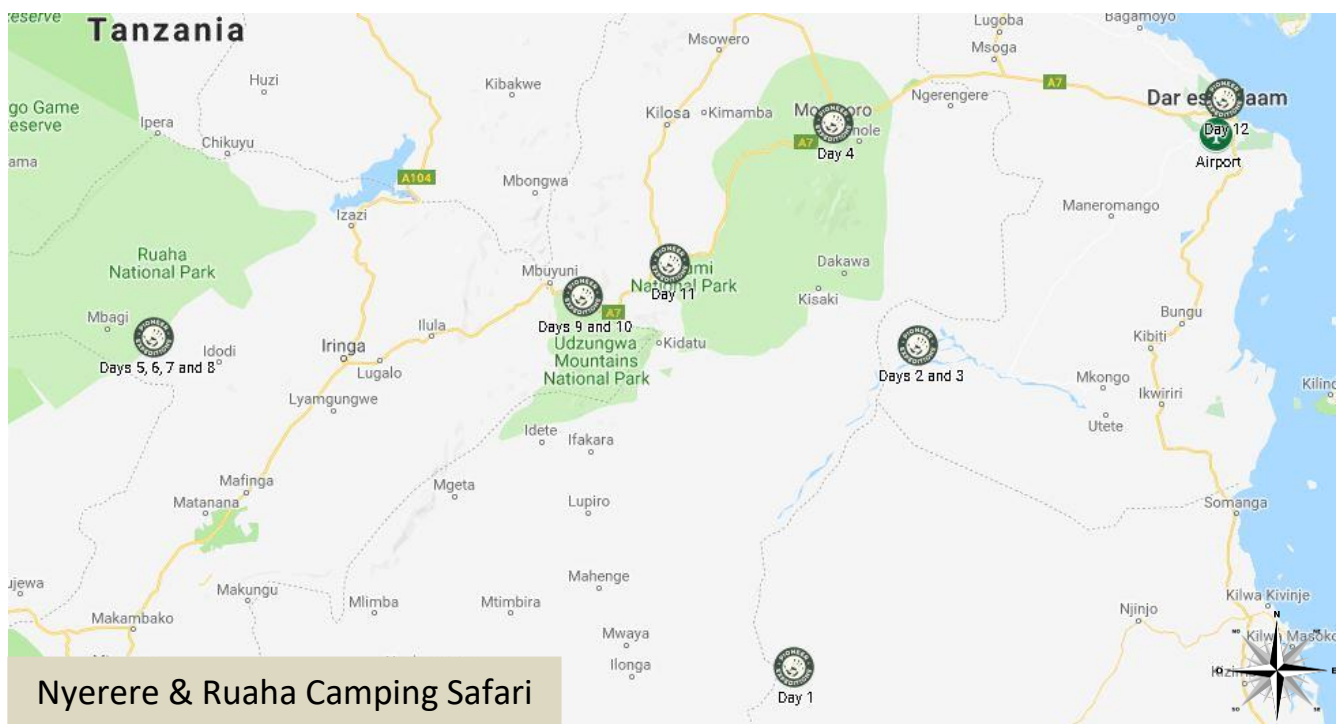 Tanzania
Huzi
Kibakwe
Msowero
Lugoba
Msoga
Bagamoyo
A7
Ngerengere
Dar es
aam
Day 12
Airport
go Game
eserve
Ipera
Chikuyu
Kilosa
Kimamba
Day 4
A7
A104
Mbongwa
Izazi
Maneromango
Ruaha
National Park
Mbuyuni
Dakawa
Kisaki
National Park
Day 11
Bungu
Kibiti
Mbagi
Idodi
Days 5, 6, 7 and 8
Ilula
Iringa
Lugalo
Days 9 and 10
A7
Udzungwa
Mountains
National Park
Kidatu
Days 2 and 3
Mkongo
Ikwiriri
Utete
Lyamgungwe
Idete
Ifakara
Mafinga
Matanana
Mgeta
Lupiro
Somanga
Makungu
Makambako
Mlimba
Mtimbira
Mahenge
Mwaya
Ilonga
Day 1
Njinjo
Kilwa Kivinje
N
Masoko
E
Nyerere & Ruaha Camping Safari